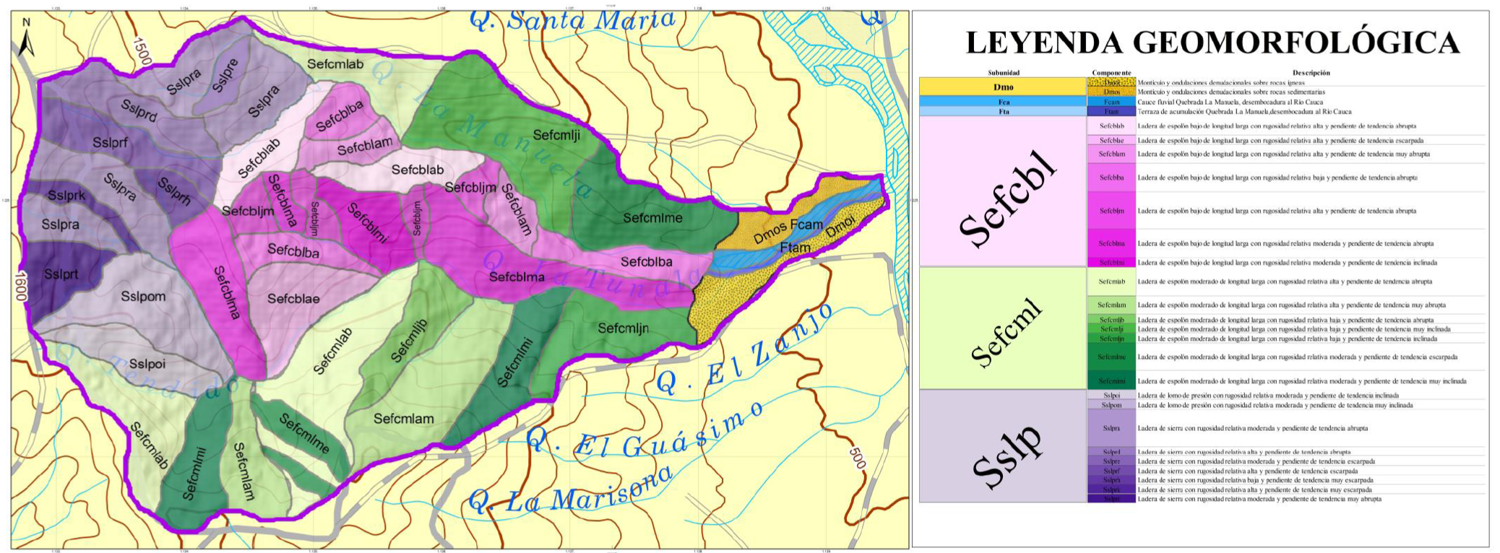 N
Q. Santa María
Q
1500
Sefcmlab
Q
Sslpra
Sslpre
Sslpra
Sslprd
Sefcblba
La Manuela
Sefcmlji
Sslprf
Sefcblab
Sefcblam
Sefcblab
Sslprk
Sslpra
Sslprh
Sefcbljm
Sefcblma
Sefcbljm
Sefcblmi
Sefcbljm
Sefcbljm
Sefcblam
Sefcmlme
Sslpra
Dmos
Fcam
Dmoi
Ftam
Sefcblba
Sefcblba
Sslprt
Sefcblma
Q. La Tunala
Sslpom
Sefcblma
Sefcblae
1600
Sefcmlab
Sefcmljb
Sefcmljn
Sefcmlmi
Sslpoi
Q. El Zanjo
Sefcmlam
Sefcmlme
Q. El Guásimo
Sefcmlab
Sefcmlmi
Sefcmlam
500
Q. La Marisona
LEYENDA GEOMORFOLÓGICA
Subunidad Componente Descripción
Dmo
Montículo y ondulaciones denudacionales sobre rocas ígneas
Dmos Montículo y ondulaciones denudacionales sobre rocas sedimentarias
Fca Fcam Cauce fluvial Quebrada La Manuela, desembocadura al Río Cauca
Fta Ftam Terraza de acumulación Quebrada La Manuela,desembocadura al Río Cauca
Sefcbl
Sefcblab Ladera de espolón bajo de longitud larga con rugosidad relativa alta y pendiente de tendencia abrupta
Sefcblae Ladera de espolón bajo de longitud larga con rugosidad relativa alta y pendiente de tendencia escarpada
Sefcblam Ladera de espolón bajo de longitud larga con rugosidad relativa alta y pendiente de tendencia muy abrupta
Sefcblba Ladera de espolón bajo de longitud larga con rugosidad relativa baja y pendiente de tendencia abrupta
Ladera de espolón bajo de longitud larga con rugosidad relativa alta y pendiente de tendencia abrupta
Sefcblma Ladera de espolón bajo de longitud larga con rugosidad relativa moderada y pendiente de tendencia abrupta
Sefcblmi Ladera de espolón bajo de longitud larga con rugosidad relativa moderada y pendiente de tendencia inclinada
Sefcml
Sefcmlab Ladera de espolón moderado de longitud larga con rugosidad relativa alta y pendiente de tendencia abrupta
Sefcmlam Ladera de espolón moderado de longitud larga con rugosidad relativa alta y pendiente de tendencia muy abrupta
Ladera de espolón moderado de longitud larga con rugosidad relativa baja y pendiente de tendencia abrupta
Sefcmlji Ladera de espolón moderado de longitud larga con rugosidad relativa baja y pendiente de tendencia muy inclinada
Sefcmljn Ladera de espolón moderado de longitud larga con rugosidad relativa baja y pendiente de tendencia inclinada
Sefcmlme Ladera de espolón moderado de longitud larga con rugosidad relativa moderada y pendiente de tendencia escarpada
Sefcmlmi Ladera de espolón moderado de longitud larga con rugosidad relativa moderada y pendiente de tendencia muy inclinada
Sslp
Sslpoi Ladera de lomo de presión con rugosidad relativa moderada y pendiente de tendencia inclinada
Sslpom Ladera de lomo de presión con rugosidad relativa moderada y pendiente de tendencia muy inclinada
Sslpra Ladera de sierra con rugosidad relativa moderada y pendiente de tendencia abrupta
Sslprd Ladera de sierra con rugosidad relativa alta y pendiente de tendencia abrupta
Sslpre Ladera de sierra con rugosidad relativa moderada y pendiente de tendencia escarpada
Sslprf Ladera de sierra con rugosidad relativa alta y pendiente de tendencia escarpada
Ladera de sierra con rugosidad relativa baja y pendiente de tendencia muy escarpada
Ladera de sierra con rugosidad relativa alta y pendiente de tendencia muy escarpada
Ladera de sierra con rugosidad relativa moderada y pendiente de tendencia muy abrupta